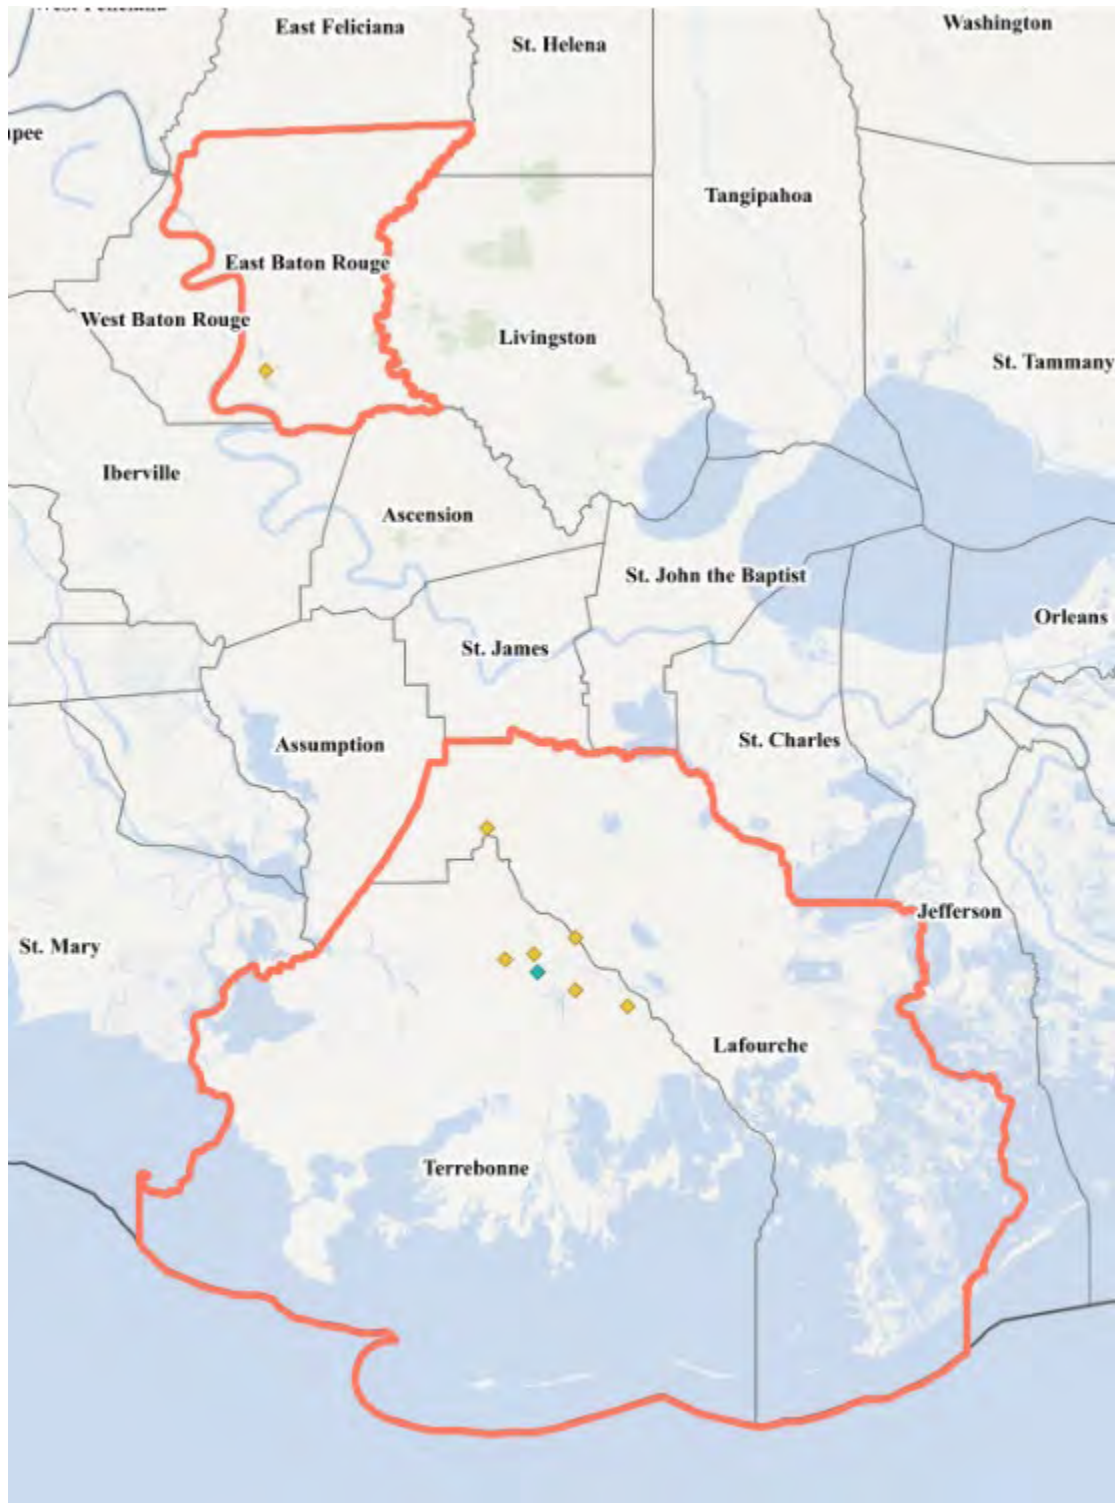 East Feliciana
Washington
St. Helena
Tangipahoa
East Baton Rouge
West Baton Rouge
Livingston
St. Tammany
Iberville
Ascension
St. John the Baptist
Orleans
St. James
St. Charles
Assumption
Jefferson
St. Mary
Lafourche
Terrebonne